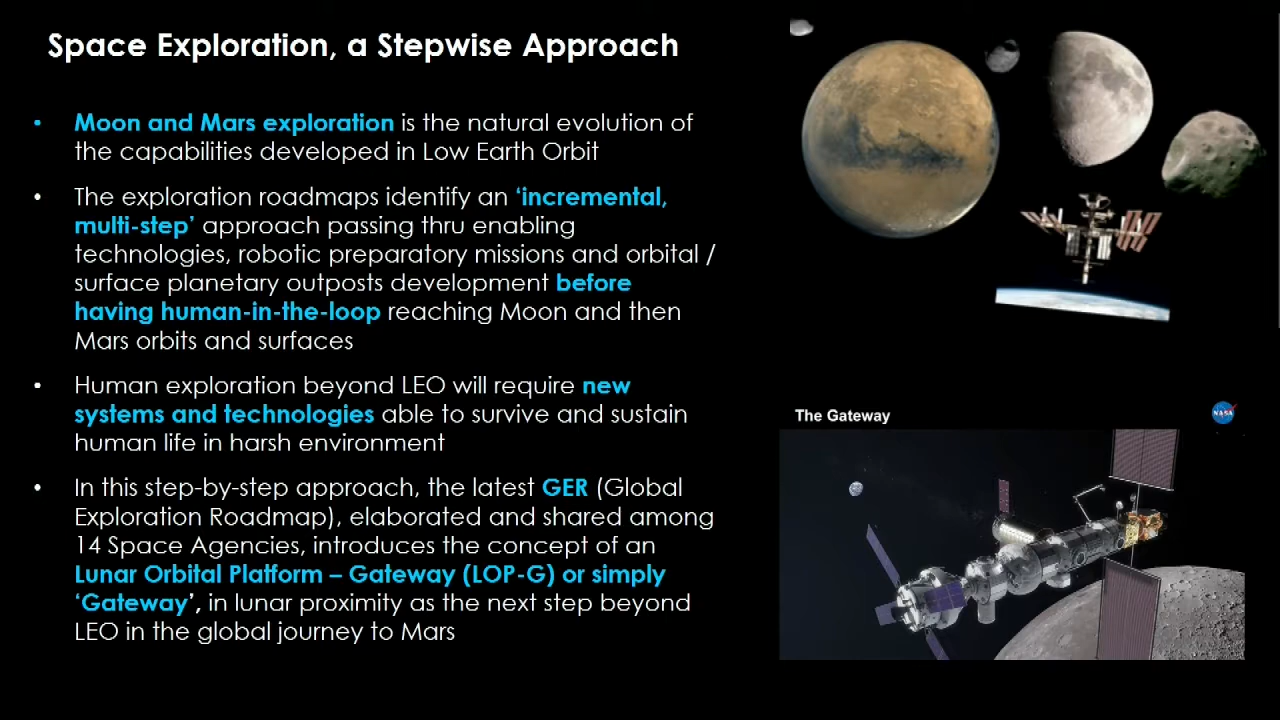 Space Exploration, a Stepwise Approach
• Moon and Mars exploration is the natural evolution of
the capabilities developed in Low Earth Orbit
• The exploration roadmaps identify an ‘incremental,
multi-step’ approach passing thru enabling
technologies, robotic preparatory missions and orbital /
surface planetary outposts development before
having human-in-the-loop reaching Moon and then
Mars orbits and surfaces
• Human exploration beyond LEO will require new
systems and technologies able to survive and sustain
human life in harsh environment
• In this step-by-step approach, the latest GER (Global
Exploration Roadmap), elaborated and shared among
14 Space Agencies, introduces the concept of an
Lunar Orbital Platform – Gateway (LOP-G) or simply
‘Gateway’, in lunar proximity as the next step beyond
LEO in the global journey to Mars
The Gateway
NASA